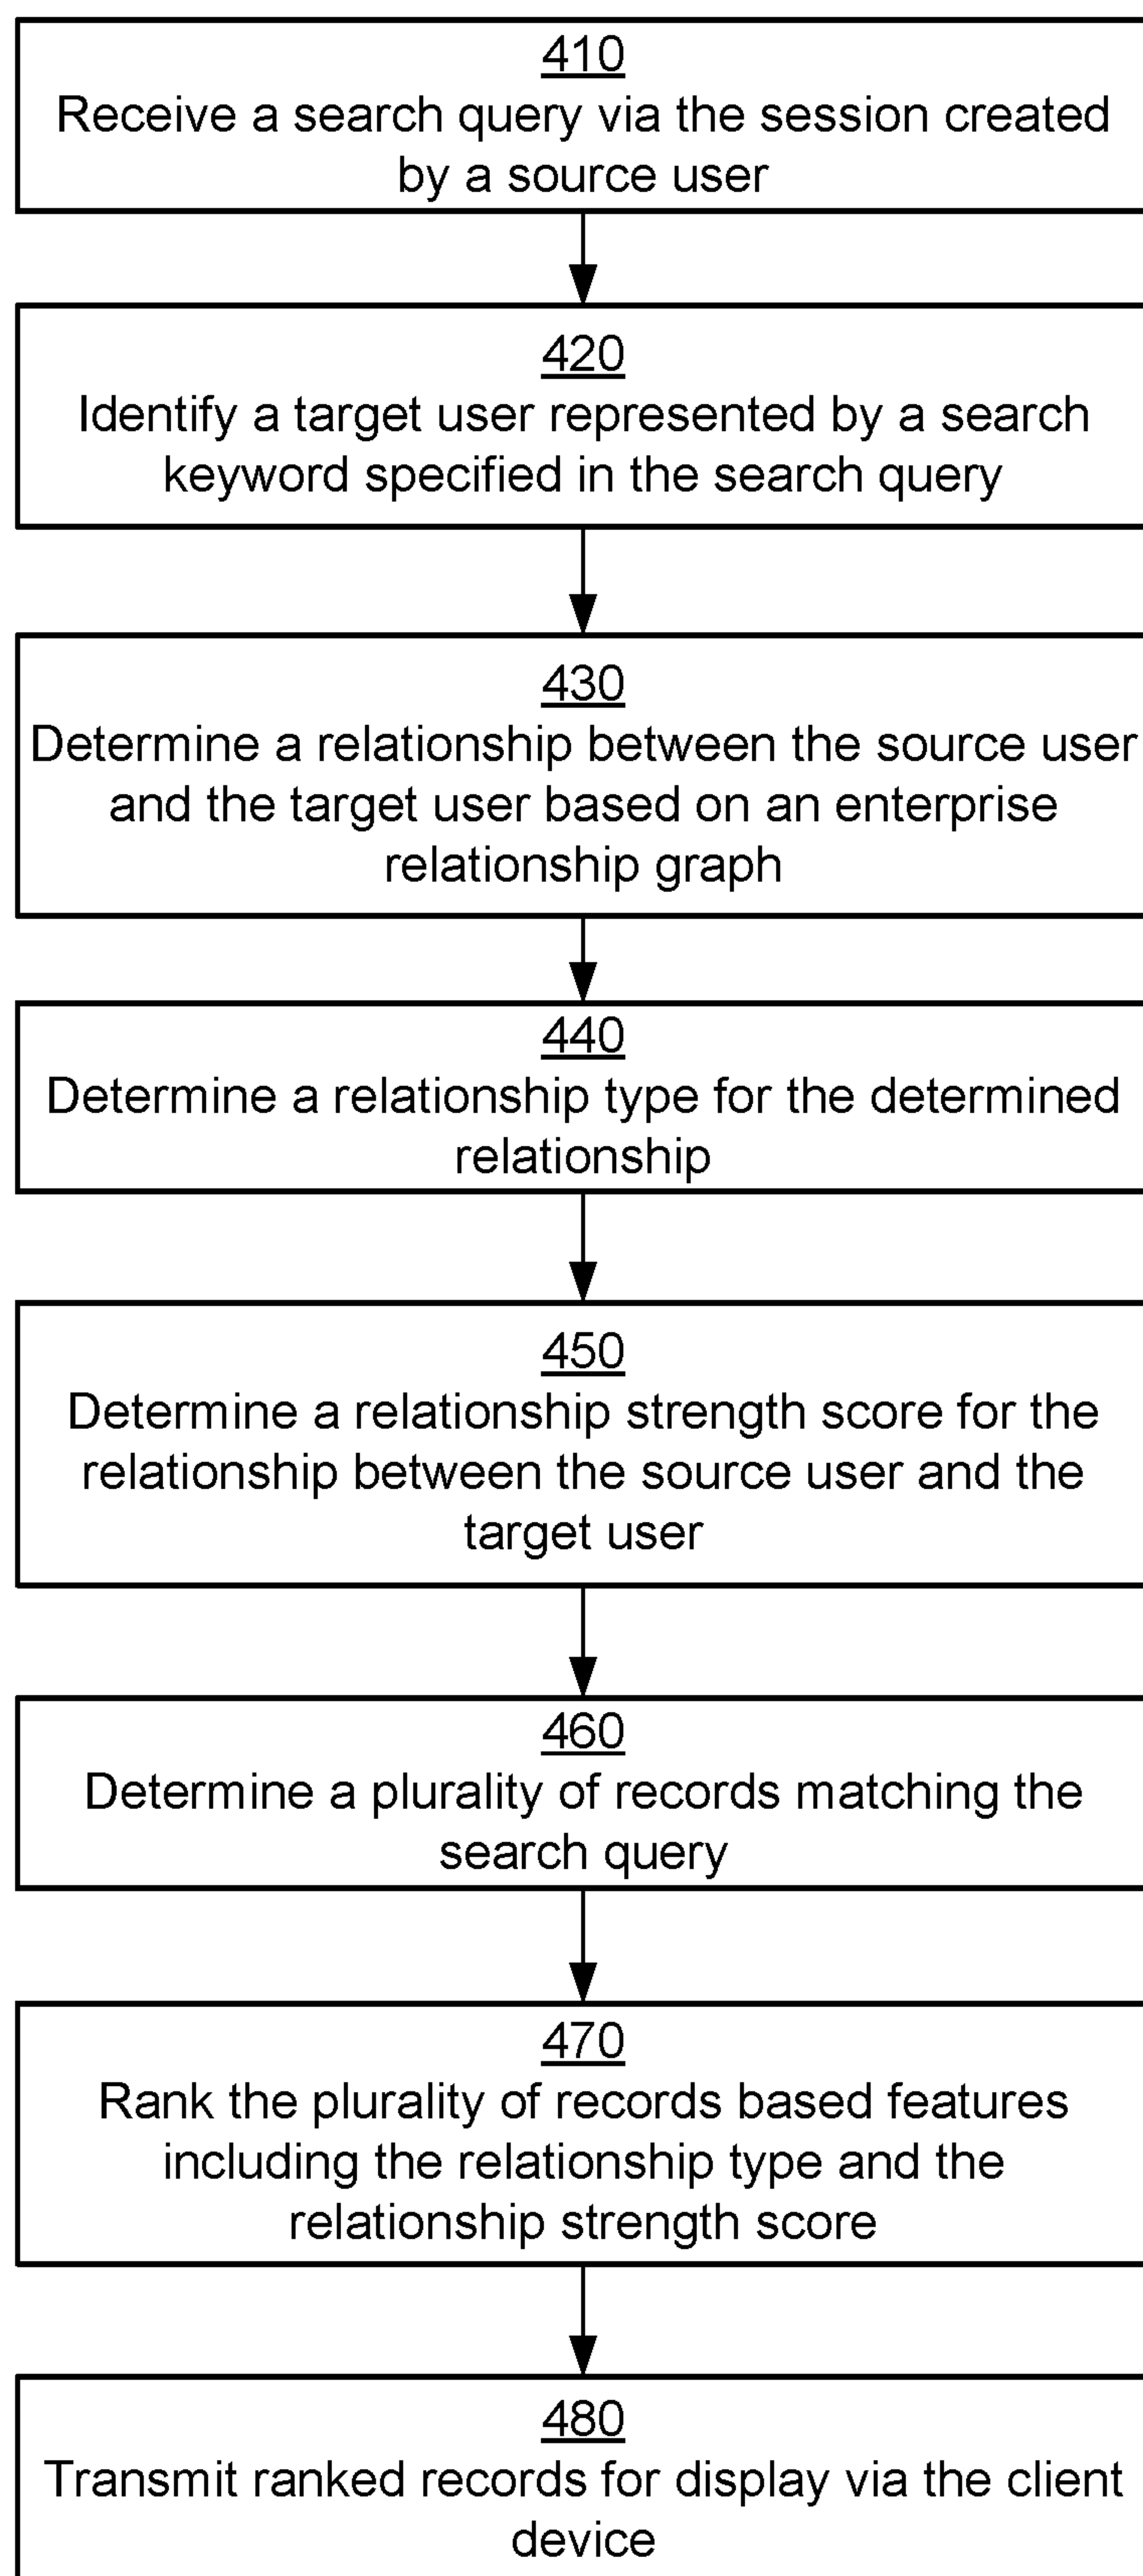 410
Receive a search query via the session created
by a source user
420
Identify a target user represented by a search
keyword specified in the search query
430
Determine a relationship between the source user
and the target user based on an enterprise
relationship graph
440
Determine a relationship type for the determined
relationship
450
Determine a relationship strength score for the
relationship between the source user and the
target user
460
Determine a plurality of records matching the
search query
470
Rank the plurality of records based features
including the relationship type and the
relationship strength score
480
Transmit ranked records for display via the client
device